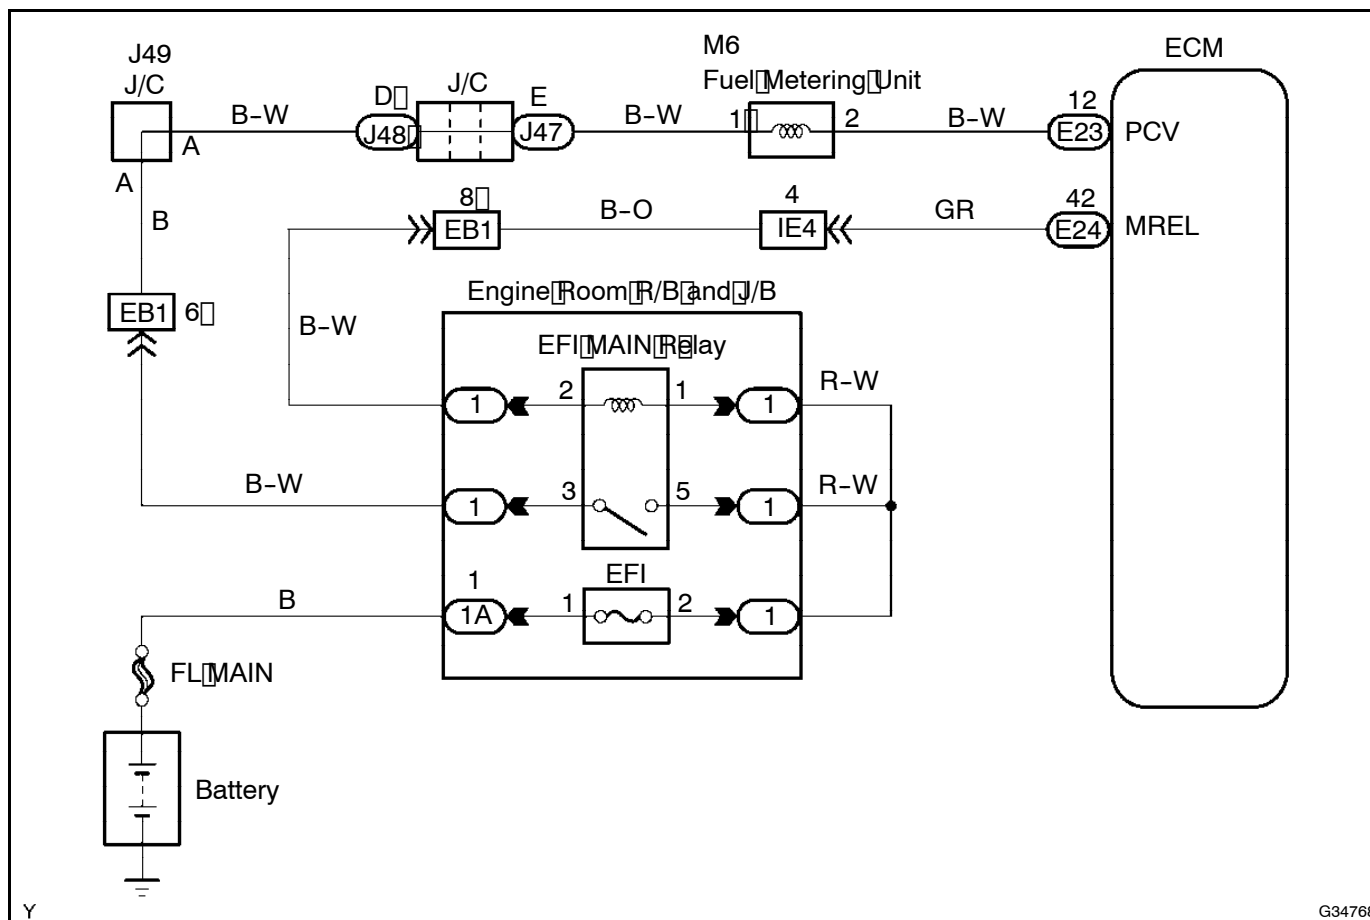 J49
J/C
D
J/C
E
M6
Fuel Metering Unit
ECM
B-W
J48
J47
B-W
1
2
B-W
12
E23
PCV
A
A
B
8
EB1
B-O
4
IE4
GR
42
E24
MREL
EB1
6
B-W
Engine Room R/B and J/B
EFI MAIN Relay
1
2
1
1
R-W
B-W
1
3
5
1
R-W
EFI
B
1
1A
1
2
1
FL MAIN
Battery
Y
G34768